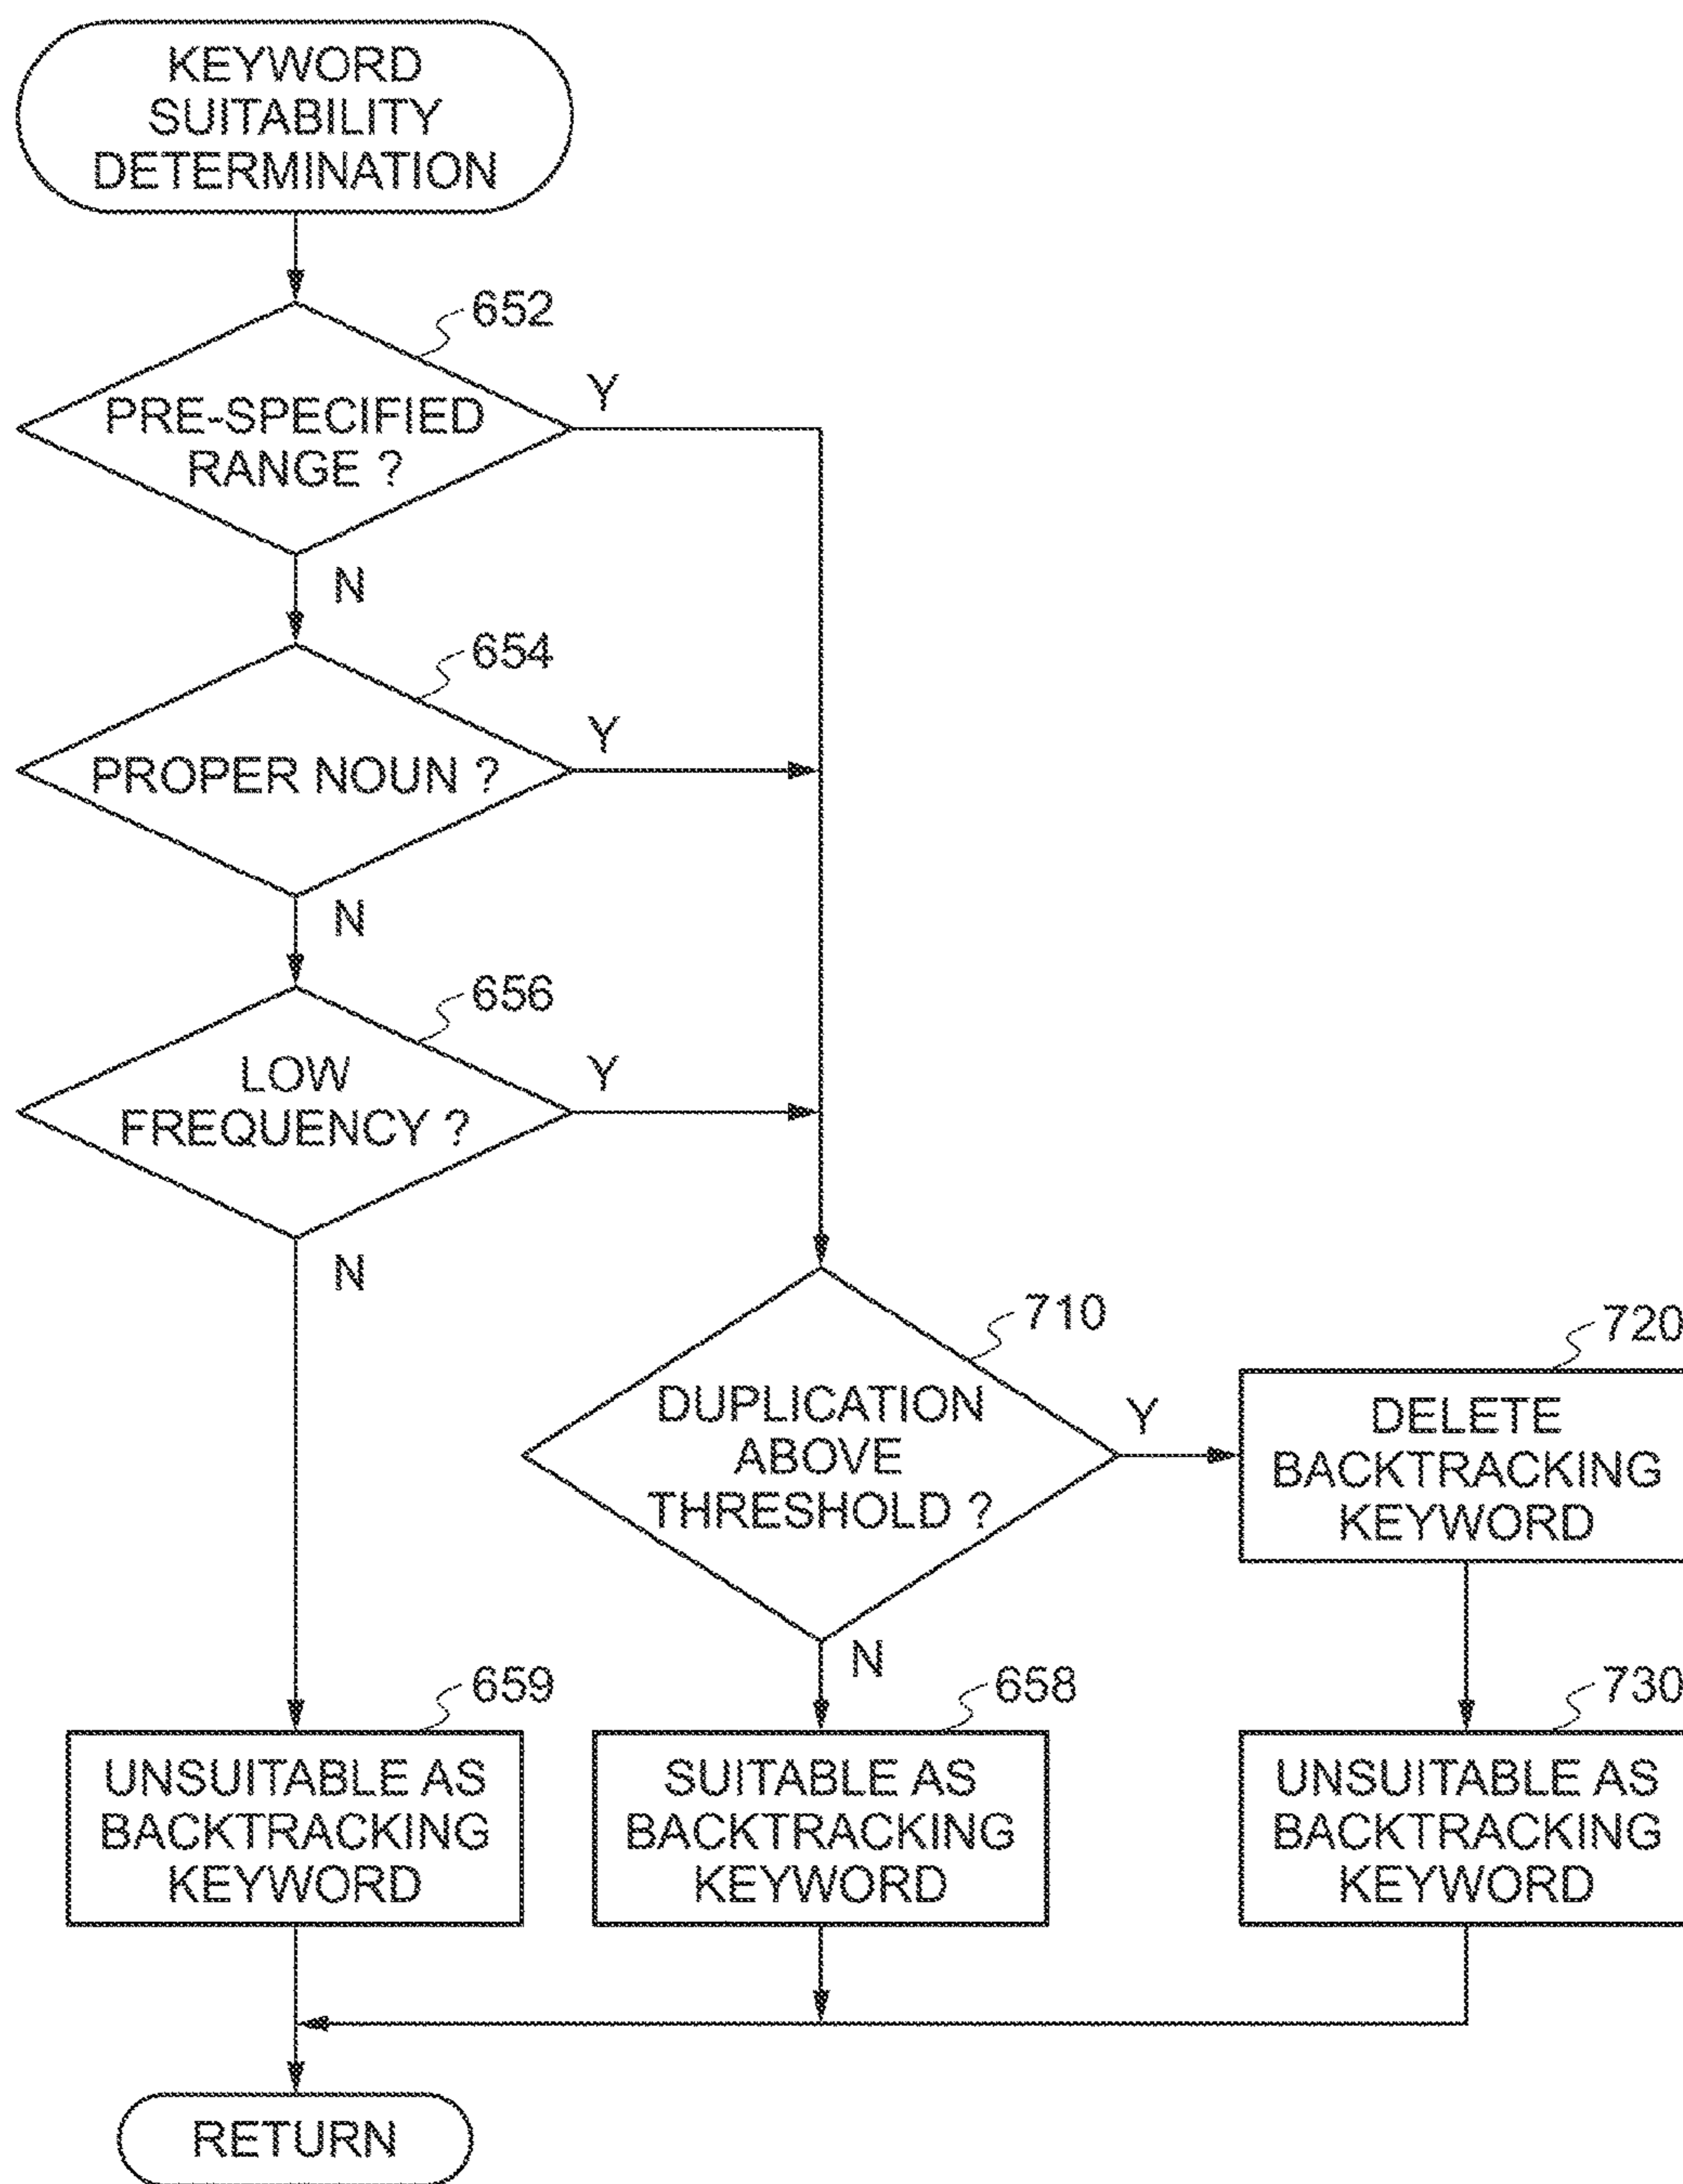 KEYWORD
SUITABILITY
DETERMINATION
652
PRE-SPECIFIED
RANGE ?
Y
N
654
PROPER NOUN ?
Y
N
656
LOW
FREQUENCY ?
Y
N
710
DUPLICATION
ABOVE
THRESHOLD ?
Y
N
720
DELETE
BACKTRACKING
KEYWORD
659
UNSUITABLE AS
BACKTRACKING
KEYWORD
658
SUITABLE AS
BACKTRACKING
KEYWORD
730
UNSUITABLE AS
BACKTRACKING
KEYWORD
RETURN